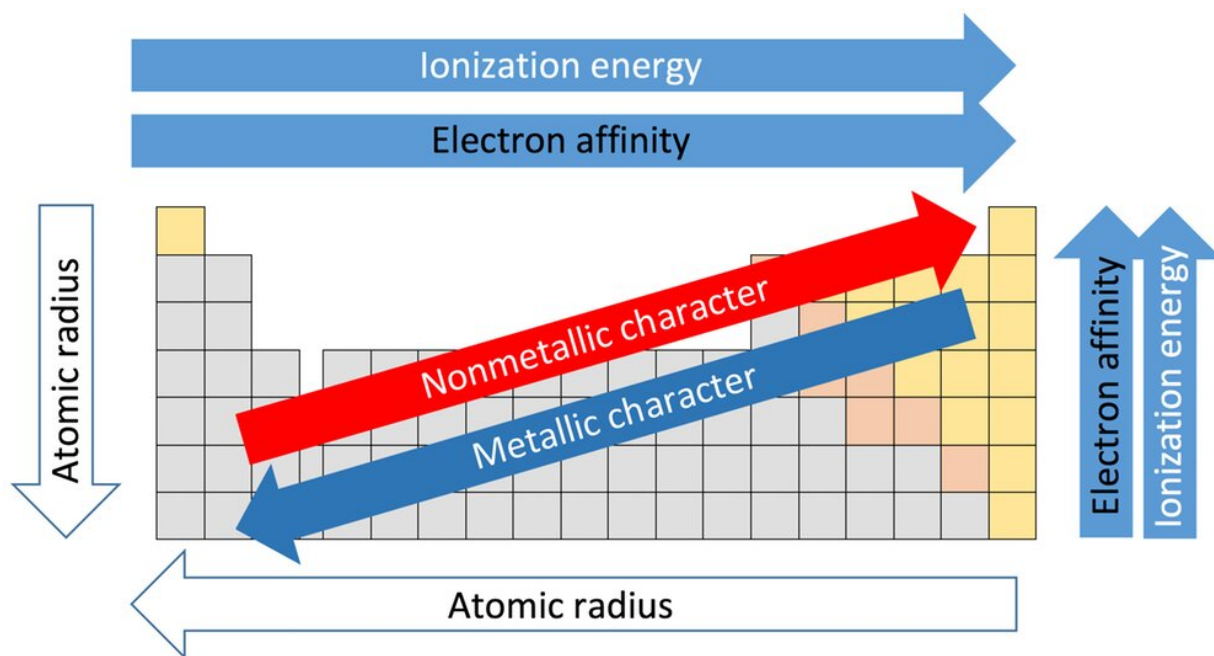 Ionization energy
Electron affinity
Atomic radius
Nonmetallic character
Metallic character
Electron affinity
Ionization energy
Atomic radius